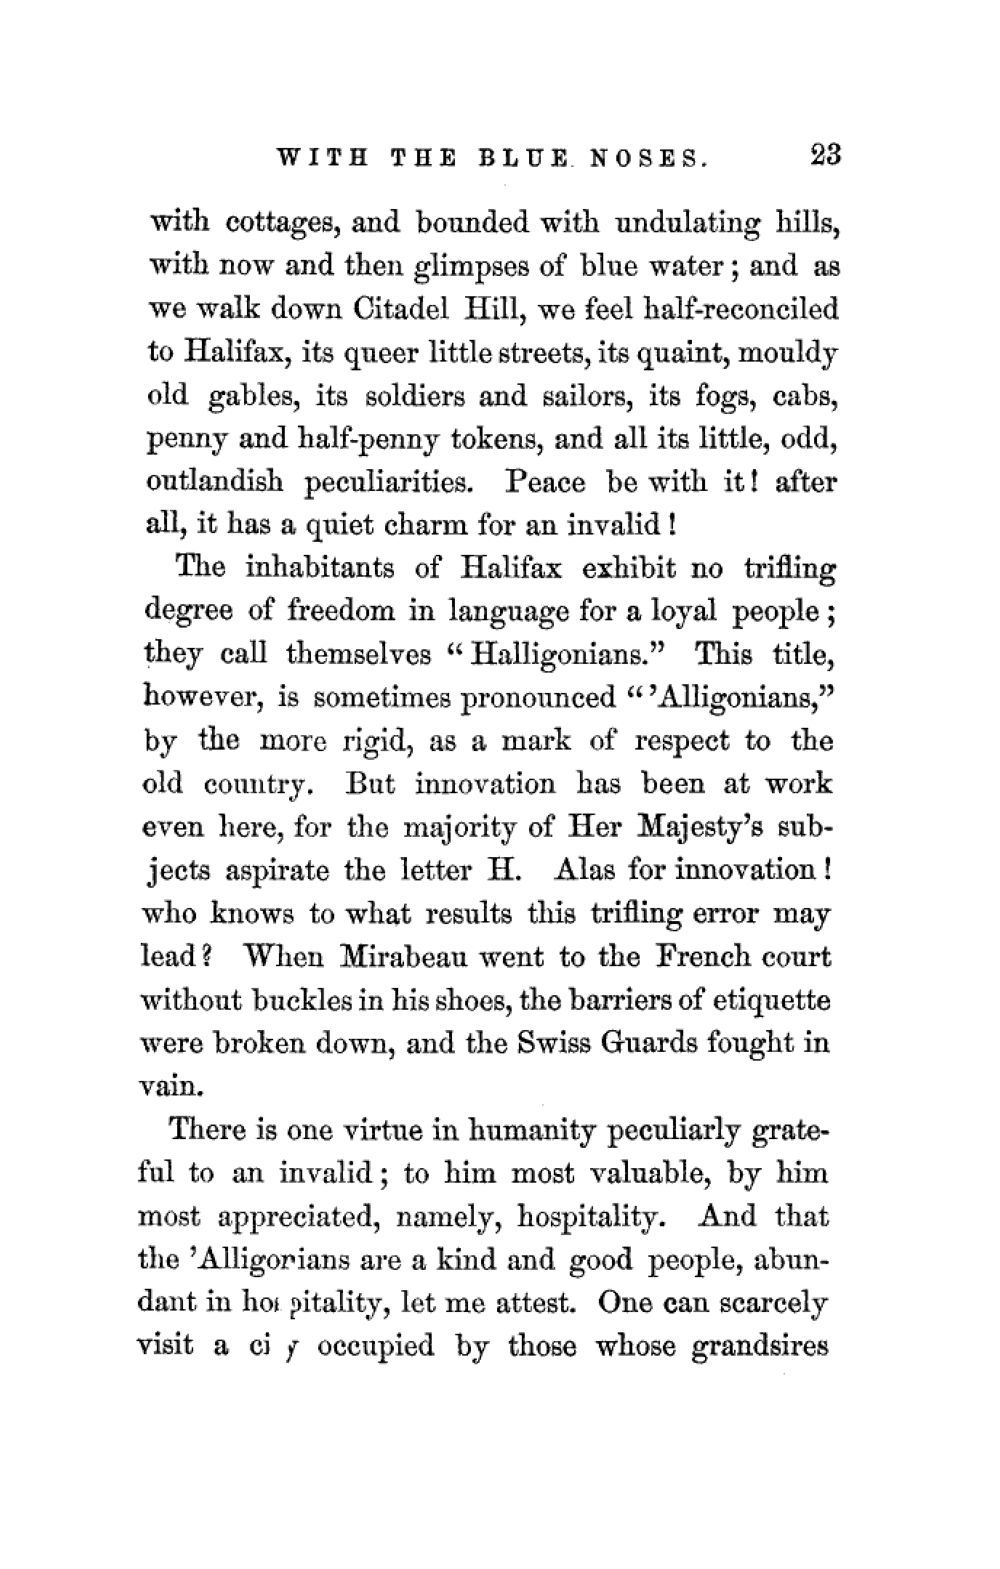 WITH THE BLUE NOSES. 23
with cottages, and bounded with undulating hills,
with now and then glimpses of blue water; and as
we walk down Citadel Hill, we feel half-reconciled
to Halifax, its queer little streets, its quaint, mouldy
old gables, its soldiers and sailors, its fogs, cabs,
penny and half-penny tokens, and all its little, odd,
outlandish peculiarities. Peace be with it! after
all, it has a quiet charm for an invalid!
The inhabitants of Halifax exhibit no trifling
degree of freedom in language for a loyal people;
they call themselves “Halligonians.” This title,
however, is sometimes pronounced “’Alligonians,”
by the more rigid, as a mark of respect to the
old country. But innovation has been at work
even here, for the majority of Her Majesty’s sub-
jects aspirate the letter H. Alas for innovation!
who knows to what results this trifling error may
lead? When Mirabeau went to the French court
without buckles in his shoes, the barriers of etiquette
were broken down, and the Swiss Guards fought in
vain.
There is one virtue in humanity peculiarly grate-
ful to an invalid; to him most valuable, by him
most appreciated, namely, hospitality. And that
the ’Alligonians are a kind and good people, abun-
dant in hospitality, let me attest. One can scarcely
visit a city occupied by those whose grandsires